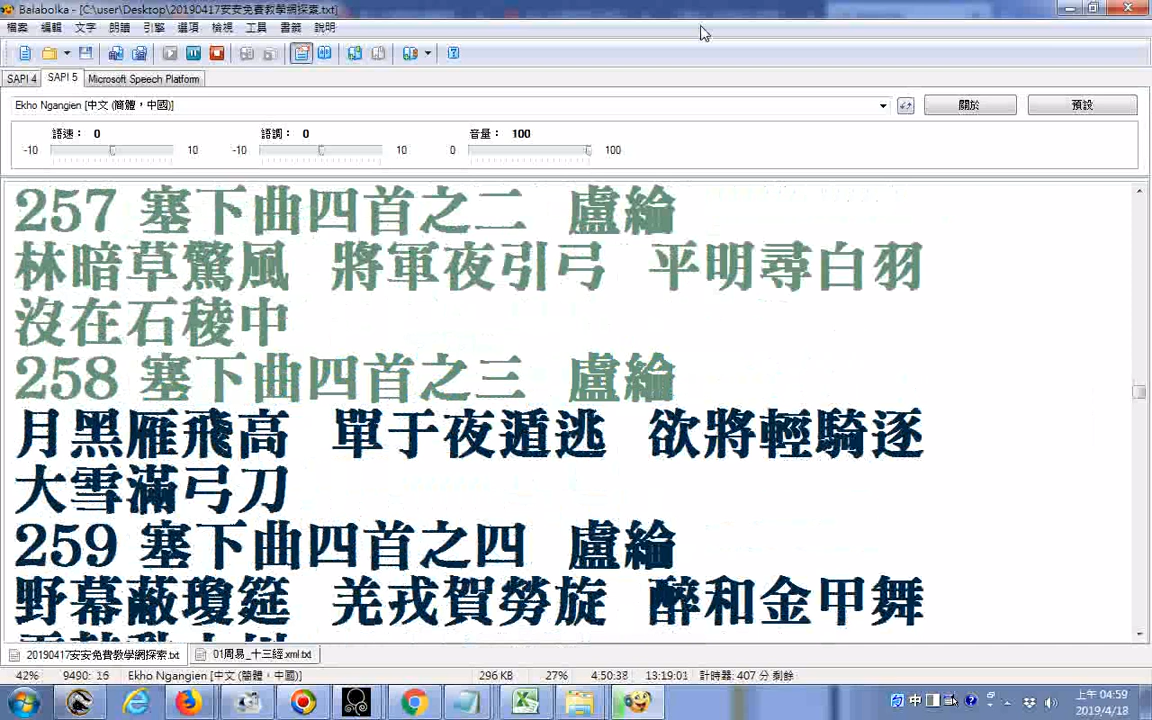 Balabolka - [C:\user\Desktop\20190417安安免費教學網探索.txt]
檔案 編輯 文字 朗讀 引擎 選項 檢視 工具 書籤 說明
SAPI 4 SAPI 5 Microsoft Speech Platform
Ekho Ngangien [中文 (簡體，中國)] 關於 預設
語速： 0 語調： 0 音量： 100
-10 10 -10 10 0 100
257 塞下曲四首之二 盧綸
林暗草驚風 將軍夜引弓 平明尋白羽
沒在石稜中
258 塞下曲四首之三 盧綸
月黑雁飛高 單于夜遁逃 欲將輕騎逐
大雪滿弓刀
259 塞下曲四首之四 盧綸
野幕蔽瓊筵 羌戎賀勞旋 醉和金甲舞
20190417安安免費教學網探索.txt 01周易_十三經.xml.txt
42% 9490: 16 Ekho Ngangien [中文 (簡體，中國)] 296 KB 27% 4:50:38 13:19:01 計時器: 407 分 剩餘
中 上午 04:59
2019/4/18